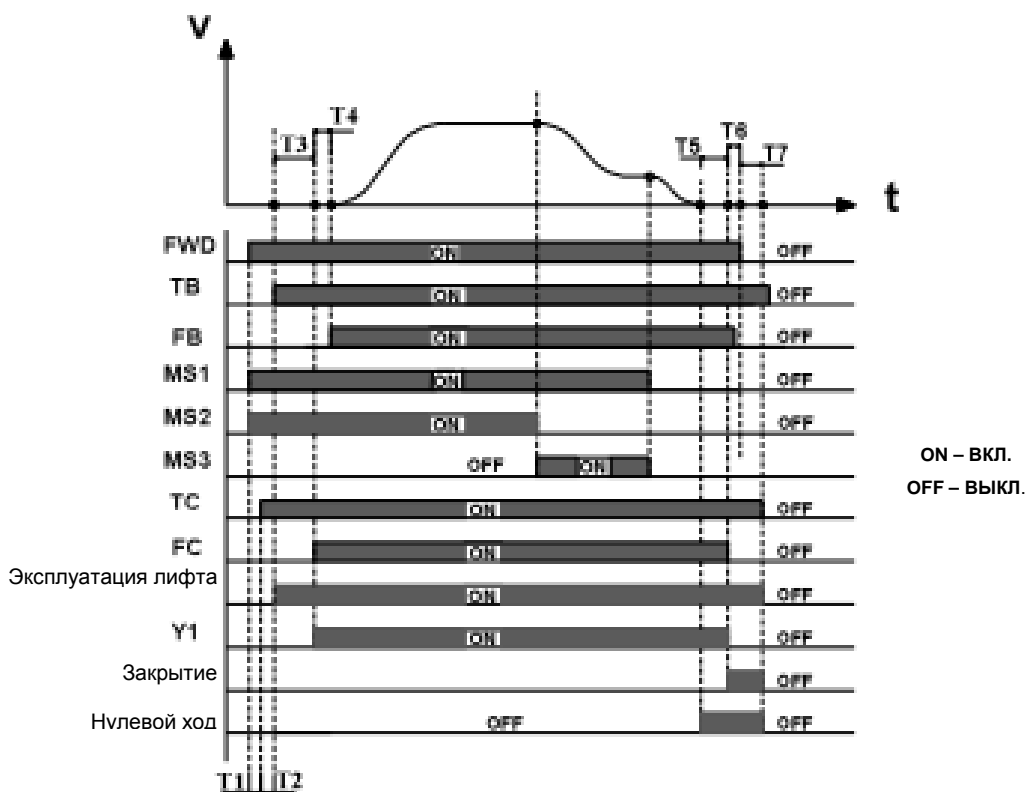 V
T4
T3
T6
T5
T7
t
FWD ON OFF
TB ON OFF
FB ON OFF
MS1 ON OFF
MS2 ON OFF
MS3 OFF ON OFF
ON – ВКЛ.
OFF – ВЫКЛ.
TC ON OFF
FC ON OFF
Эксплуатация лифта ON OFF
Y1 ON OFF
Закрытие OFF
Нулевой ход OFF OFF
T1 T2